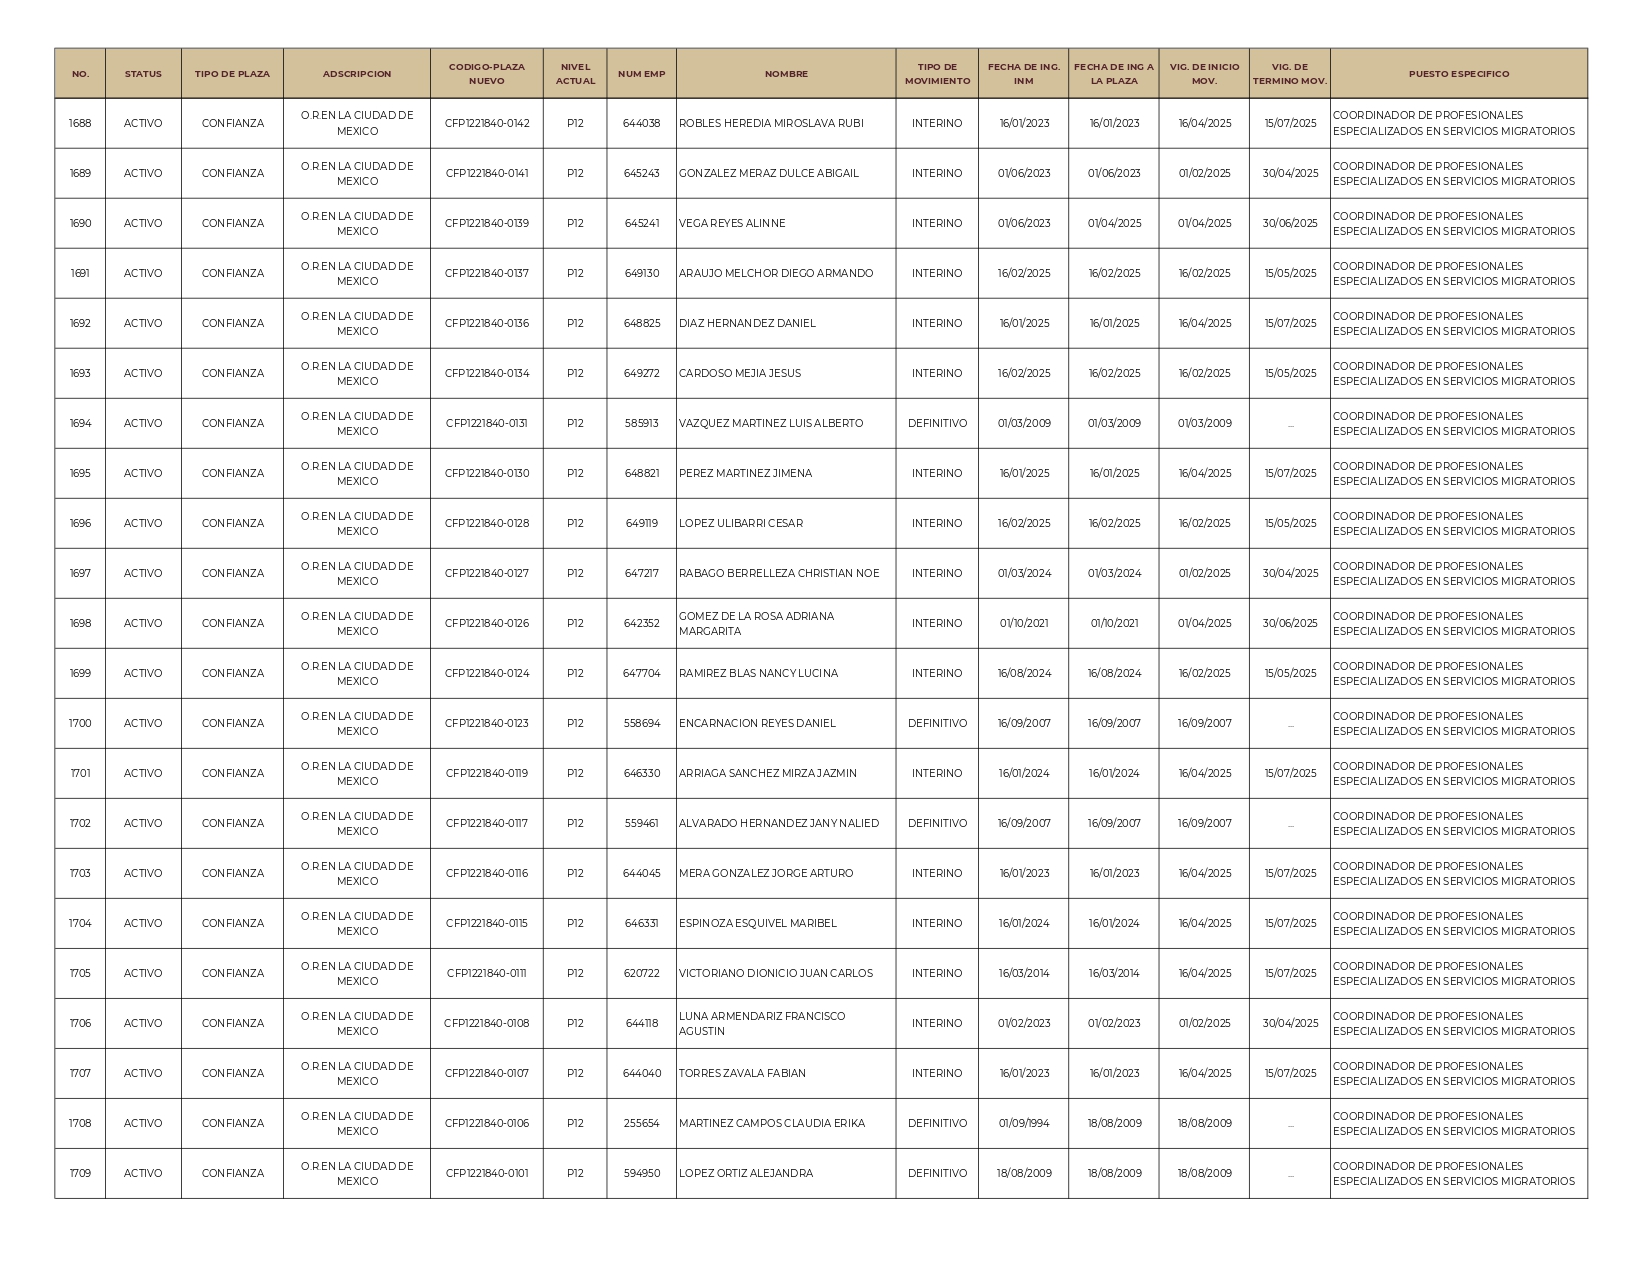 NO. STATUS TIPO DE PLAZA ADSCRIPCION CODIGO-PLAZA NUEVO NIVEL ACTUAL NUM EMP NOMBRE TIPO DE MOVIMIENTO FECHA DE ING. INM FECHA DE ING A LA PLAZA VIG. DE INICIO MOV. VIG. DE TERMINO MOV. PUESTO ESPECIFICO
1688 ACTIVO CONFIANZA O.R.EN LA CIUDAD DE MEXICO CFP1221840-0142 P12 644038 ROBLES HEREDIA MIROSLAVA RUBI INTERINO 16/01/2023 16/01/2023 16/04/2025 15/07/2025 COORDINADOR DE PROFESIONALES ESPECIALIZADOS EN SERVICIOS MIGRATORIOS
1689 ACTIVO CONFIANZA O.R.EN LA CIUDAD DE MEXICO CFP1221840-0141 P12 645243 GONZALEZ MERAZ DULCE ABIGAIL INTERINO 01/06/2023 01/06/2023 01/02/2025 30/04/2025 COORDINADOR DE PROFESIONALES ESPECIALIZADOS EN SERVICIOS MIGRATORIOS
1690 ACTIVO CONFIANZA O.R.EN LA CIUDAD DE MEXICO CFP1221840-0139 P12 645241 VEGA REYES ALINNE INTERINO 01/06/2023 01/04/2025 01/04/2025 30/06/2025 COORDINADOR DE PROFESIONALES ESPECIALIZADOS EN SERVICIOS MIGRATORIOS
1691 ACTIVO CONFIANZA O.R.EN LA CIUDAD DE MEXICO CFP1221840-0137 P12 649130 ARAUJO MELCHOR DIEGO ARMANDO INTERINO 16/02/2025 16/02/2025 16/02/2025 15/05/2025 COORDINADOR DE PROFESIONALES ESPECIALIZADOS EN SERVICIOS MIGRATORIOS
1692 ACTIVO CONFIANZA O.R.EN LA CIUDAD DE MEXICO CFP1221840-0136 P12 648825 DIAZ HERNANDEZ DANIEL INTERINO 16/01/2025 16/01/2025 16/04/2025 15/07/2025 COORDINADOR DE PROFESIONALES ESPECIALIZADOS EN SERVICIOS MIGRATORIOS
1693 ACTIVO CONFIANZA O.R.EN LA CIUDAD DE MEXICO CFP1221840-0134 P12 649272 CARDOSO MEJIA JESUS INTERINO 16/02/2025 16/02/2025 16/02/2025 15/05/2025 COORDINADOR DE PROFESIONALES ESPECIALIZADOS EN SERVICIOS MIGRATORIOS
1694 ACTIVO CONFIANZA O.R.EN LA CIUDAD DE MEXICO CFP1221840-0131 P12 585913 VAZQUEZ MARTINEZ LUIS ALBERTO DEFINITIVO 01/03/2009 01/03/2009 01/03/2009 ... COORDINADOR DE PROFESIONALES ESPECIALIZADOS EN SERVICIOS MIGRATORIOS
1695 ACTIVO CONFIANZA O.R.EN LA CIUDAD DE MEXICO CFP1221840-0130 P12 648821 PEREZ MARTINEZ JIMENA INTERINO 16/01/2025 16/01/2025 16/04/2025 15/07/2025 COORDINADOR DE PROFESIONALES ESPECIALIZADOS EN SERVICIOS MIGRATORIOS
1696 ACTIVO CONFIANZA O.R.EN LA CIUDAD DE MEXICO CFP1221840-0128 P12 649119 LOPEZ ULIBARRI CESAR INTERINO 16/02/2025 16/02/2025 16/02/2025 15/05/2025 COORDINADOR DE PROFESIONALES ESPECIALIZADOS EN SERVICIOS MIGRATORIOS
1697 ACTIVO CONFIANZA O.R.EN LA CIUDAD DE MEXICO CFP1221840-0127 P12 647217 RABAGO BERRELLEZA CHRISTIAN NOE INTERINO 01/03/2024 01/03/2024 01/02/2025 30/04/2025 COORDINADOR DE PROFESIONALES ESPECIALIZADOS EN SERVICIOS MIGRATORIOS
1698 ACTIVO CONFIANZA O.R.EN LA CIUDAD DE MEXICO CFP1221840-0126 P12 642352 GOMEZ DE LA ROSA ADRIANA MARGARITA INTERINO 01/10/2021 01/10/2021 01/04/2025 30/06/2025 COORDINADOR DE PROFESIONALES ESPECIALIZADOS EN SERVICIOS MIGRATORIOS
1699 ACTIVO CONFIANZA O.R.EN LA CIUDAD DE MEXICO CFP1221840-0124 P12 647704 RAMIREZ BLAS NANCY LUCINA INTERINO 16/08/2024 16/08/2024 16/02/2025 15/05/2025 COORDINADOR DE PROFESIONALES ESPECIALIZADOS EN SERVICIOS MIGRATORIOS
1700 ACTIVO CONFIANZA O.R.EN LA CIUDAD DE MEXICO CFP1221840-0123 P12 558694 ENCARNACION REYES DANIEL DEFINITIVO 16/09/2007 16/09/2007 16/09/2007 ... COORDINADOR DE PROFESIONALES ESPECIALIZADOS EN SERVICIOS MIGRATORIOS
1701 ACTIVO CONFIANZA O.R.EN LA CIUDAD DE MEXICO CFP1221840-0119 P12 646330 ARRIAGA SANCHEZ MIRZA JAZMIN INTERINO 16/01/2024 16/01/2024 16/04/2025 15/07/2025 COORDINADOR DE PROFESIONALES ESPECIALIZADOS EN SERVICIOS MIGRATORIOS
1702 ACTIVO CONFIANZA O.R.EN LA CIUDAD DE MEXICO CFP1221840-0117 P12 559461 ALVARADO HERNANDEZ JANY NALIED DEFINITIVO 16/09/2007 16/09/2007 16/09/2007 ... COORDINADOR DE PROFESIONALES ESPECIALIZADOS EN SERVICIOS MIGRATORIOS
1703 ACTIVO CONFIANZA O.R.EN LA CIUDAD DE MEXICO CFP1221840-0116 P12 644045 MERA GONZALEZ JORGE ARTURO INTERINO 16/01/2023 16/01/2023 16/04/2025 15/07/2025 COORDINADOR DE PROFESIONALES ESPECIALIZADOS EN SERVICIOS MIGRATORIOS
1704 ACTIVO CONFIANZA O.R.EN LA CIUDAD DE MEXICO CFP1221840-0115 P12 646331 ESPINOZA ESQUIVEL MARIBEL INTERINO 16/01/2024 16/01/2024 16/04/2025 15/07/2025 COORDINADOR DE PROFESIONALES ESPECIALIZADOS EN SERVICIOS MIGRATORIOS
1705 ACTIVO CONFIANZA O.R.EN LA CIUDAD DE MEXICO CFP1221840-0111 P12 620722 VICTORIANO DIONICIO JUAN CARLOS INTERINO 16/03/2014 16/03/2014 16/04/2025 15/07/2025 COORDINADOR DE PROFESIONALES ESPECIALIZADOS EN SERVICIOS MIGRATORIOS
1706 ACTIVO CONFIANZA O.R.EN LA CIUDAD DE MEXICO CFP1221840-0108 P12 644118 LUNA ARMENDARIZ FRANCISCO AGUSTIN INTERINO 01/02/2023 01/02/2023 01/02/2025 30/04/2025 COORDINADOR DE PROFESIONALES ESPECIALIZADOS EN SERVICIOS MIGRATORIOS
1707 ACTIVO CONFIANZA O.R.EN LA CIUDAD DE MEXICO CFP1221840-0107 P12 644040 TORRES ZAVALA FABIAN INTERINO 16/01/2023 16/01/2023 16/04/2025 15/07/2025 COORDINADOR DE PROFESIONALES ESPECIALIZADOS EN SERVICIOS MIGRATORIOS
1708 ACTIVO CONFIANZA O.R.EN LA CIUDAD DE MEXICO CFP1221840-0106 P12 255654 MARTINEZ CAMPOS CLAUDIA ERIKA DEFINITIVO 01/09/1994 18/08/2009 18/08/2009 ... COORDINADOR DE PROFESIONALES ESPECIALIZADOS EN SERVICIOS MIGRATORIOS
1709 ACTIVO CONFIANZA O.R.EN LA CIUDAD DE MEXICO CFP1221840-0101 P12 594950 LOPEZ ORTIZ ALEJANDRA DEFINITIVO 18/08/2009 18/08/2009 18/08/2009 ... COORDINADOR DE PROFESIONALES ESPECIALIZADOS EN SERVICIOS MIGRATORIOS